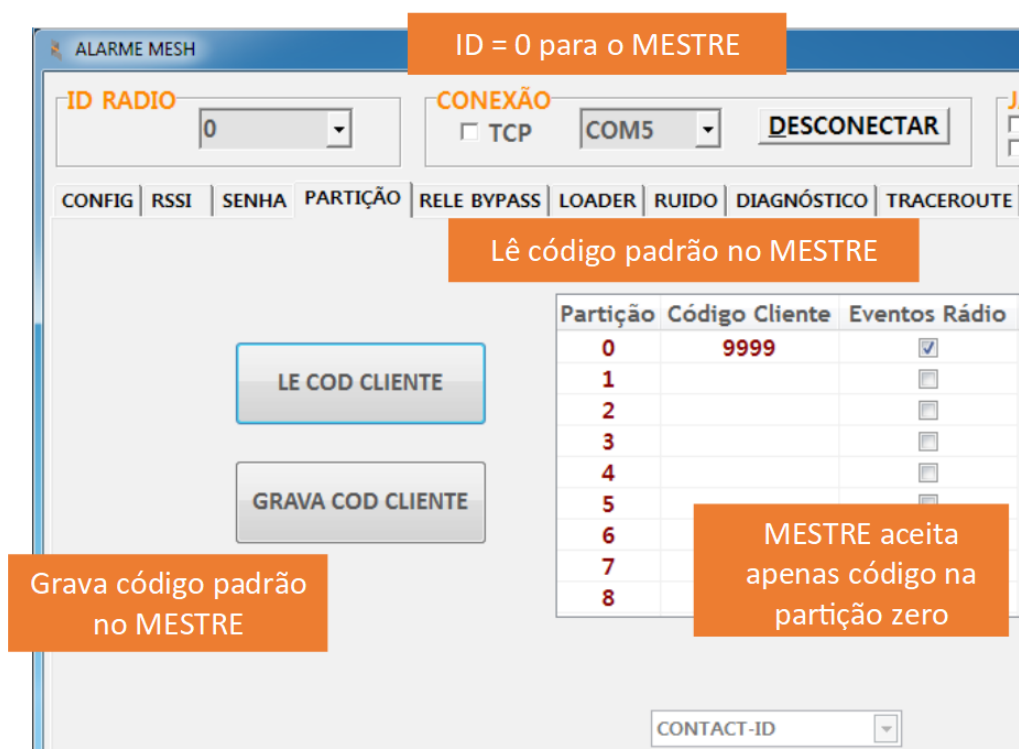 ID = 0 para o MESTRE
ALARME MESH
ID RADIO
0
CONEXÃO
TCP
COM5
DESCONECTAR
CONFIG
RSSI
SENHA
PARTIÇÃO
RELE BYPASS
LOADER
RUIDO
DIAGNÓSTICO
TRACEROUTE
Lê código padrão no MESTRE
LE COD CLIENTE
GRAVA COD CLIENTE
Grava código padrão
no MESTRE
Partição Código Cliente Eventos Rádio
0 9999
1
2
3
4
5
6
7
8
MESTRE aceita
apenas código na
partição zero
CONTACT-ID